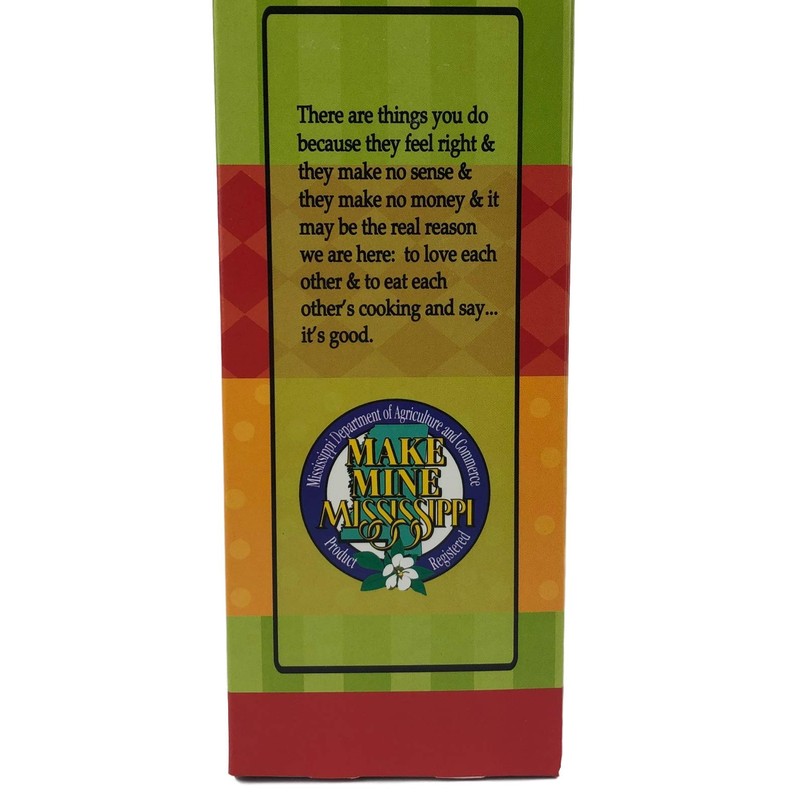 There are things you do
because they feel right &
they make no sense &
they make no money & it
may be the real reason
we are here: to love each
other & to eat each
other's cooking and say...
it's good.
Mississippi Department of Agriculture and Commerce
MAKE
MINE
MISSISSIPPI
Product Registered